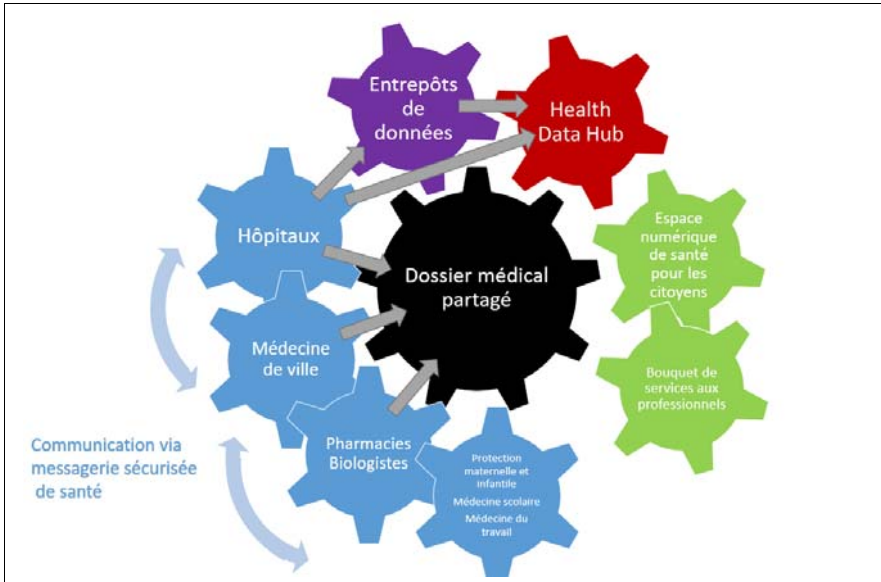 Entrepôts
de
données
Health
Data Hub
Hôpitaux
Espace
numérique
de santé
pour les
citoyens
Dossier médical
partagé
Médecine
de ville
Bouquet de
services aux
professionnels
Communication via
messagerie sécurisée
de santé
Pharmacies
Biologistes
Protection
maternelle et
infantile
Médecine scolaire
Médecine du
travail